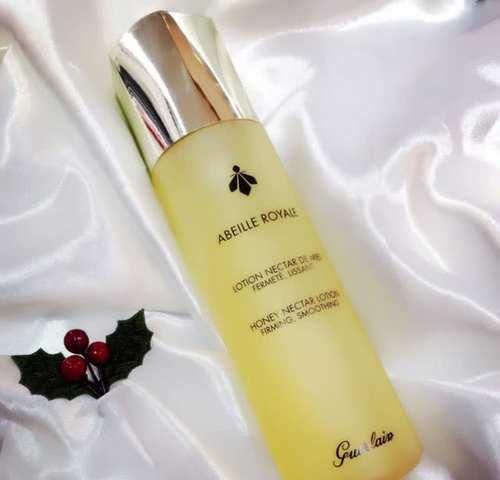 ABEILLE ROYALE
LOTION NECTAR DE MIEL
FERMETÉ, LISSANT
HONEY NECTAR LOTION
FIRMING, SMOOTHING
Guerlain